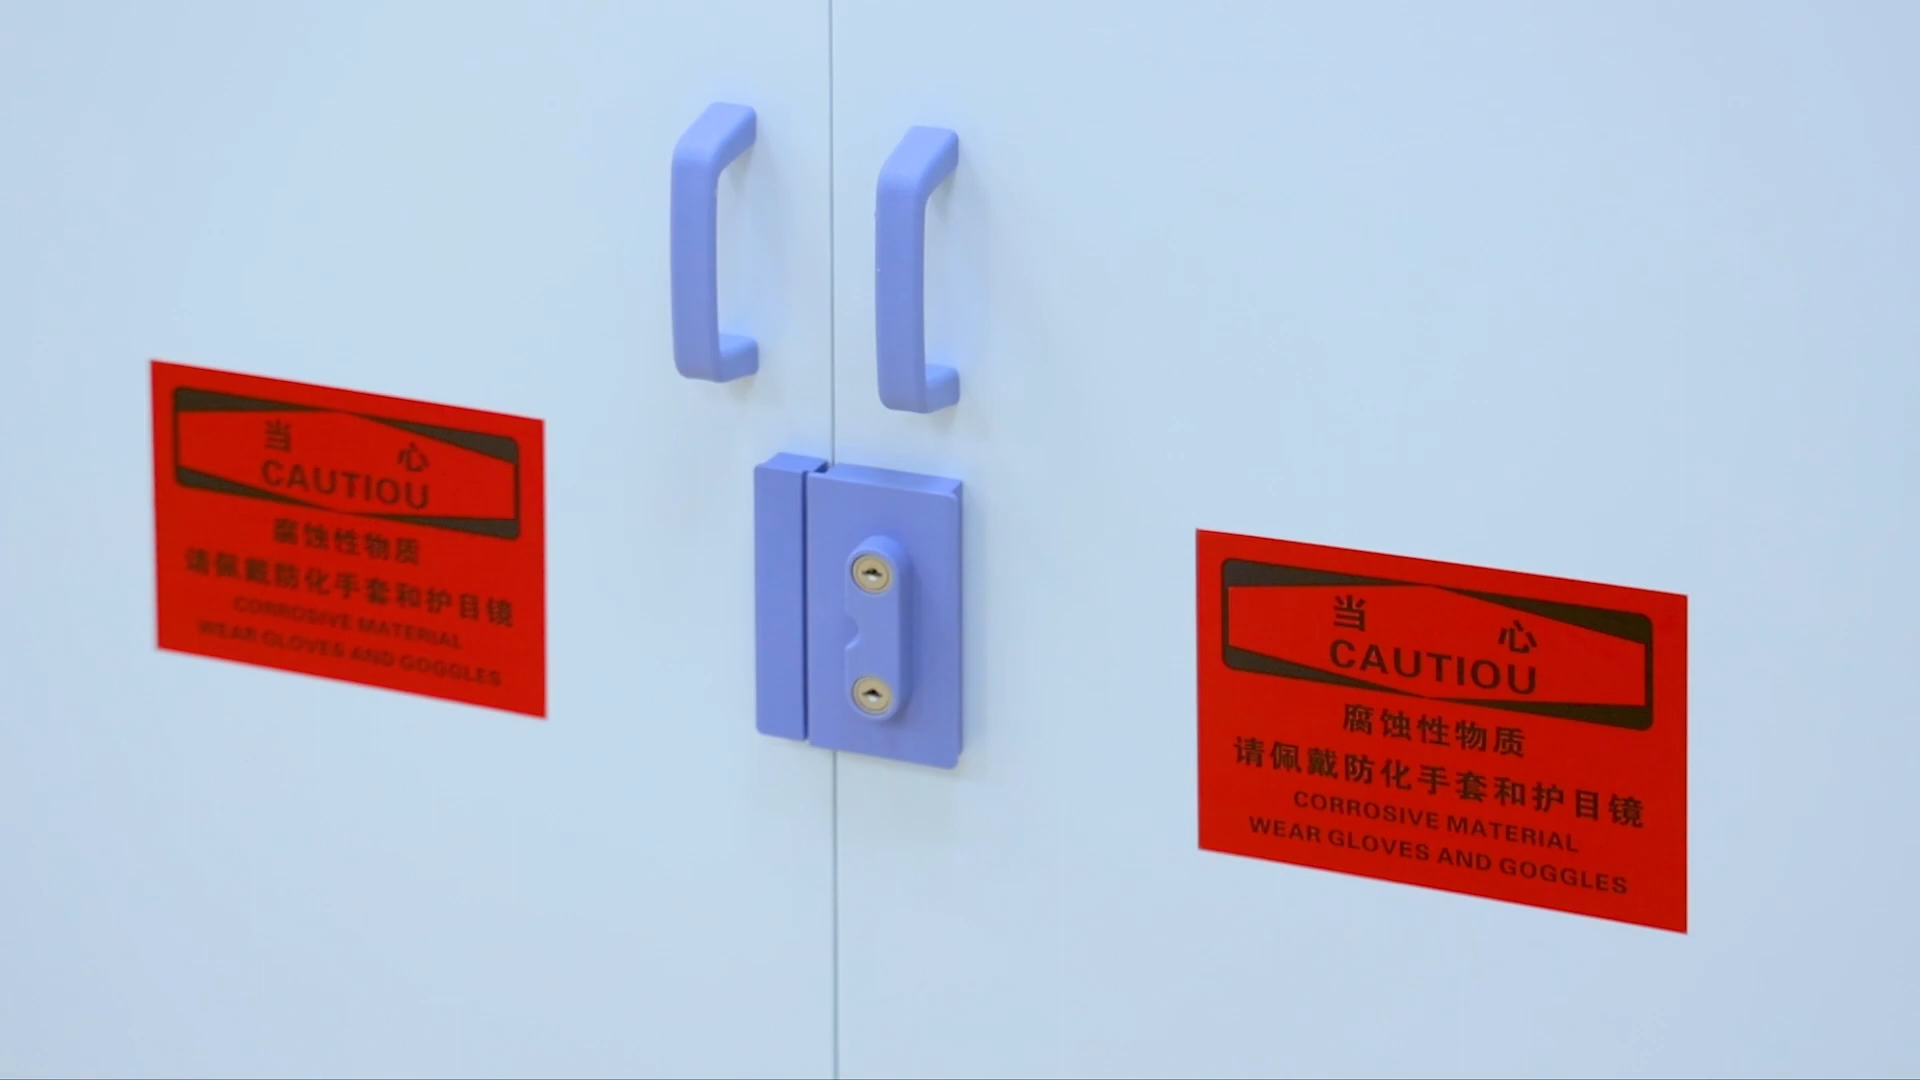 当 心
CAUTIOU
腐蚀性物质
请佩戴防化手套和护目镜
CORROSIVE MATERIAL
WEAR GLOVES AND GOGGLES
当 心
CAUTIOU
腐蚀性物质
请佩戴防化手套和护目镜
CORROSIVE MATERIAL
WEAR GLOVES AND GOGGLES